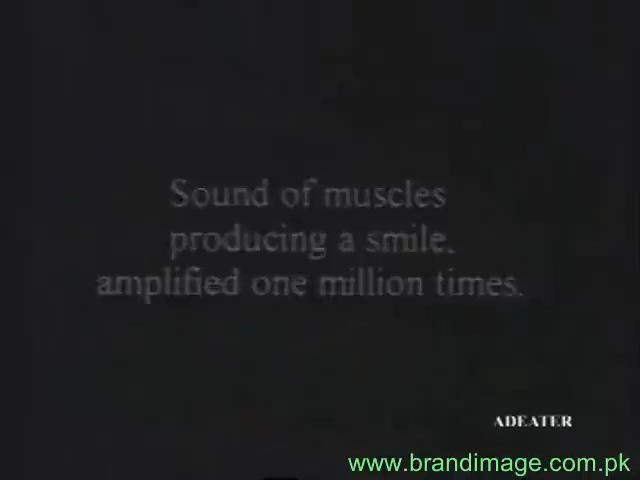 Sound of muscles
producing a smile,
amplified one million times.
ADEATER
www.brandimage.com.pk